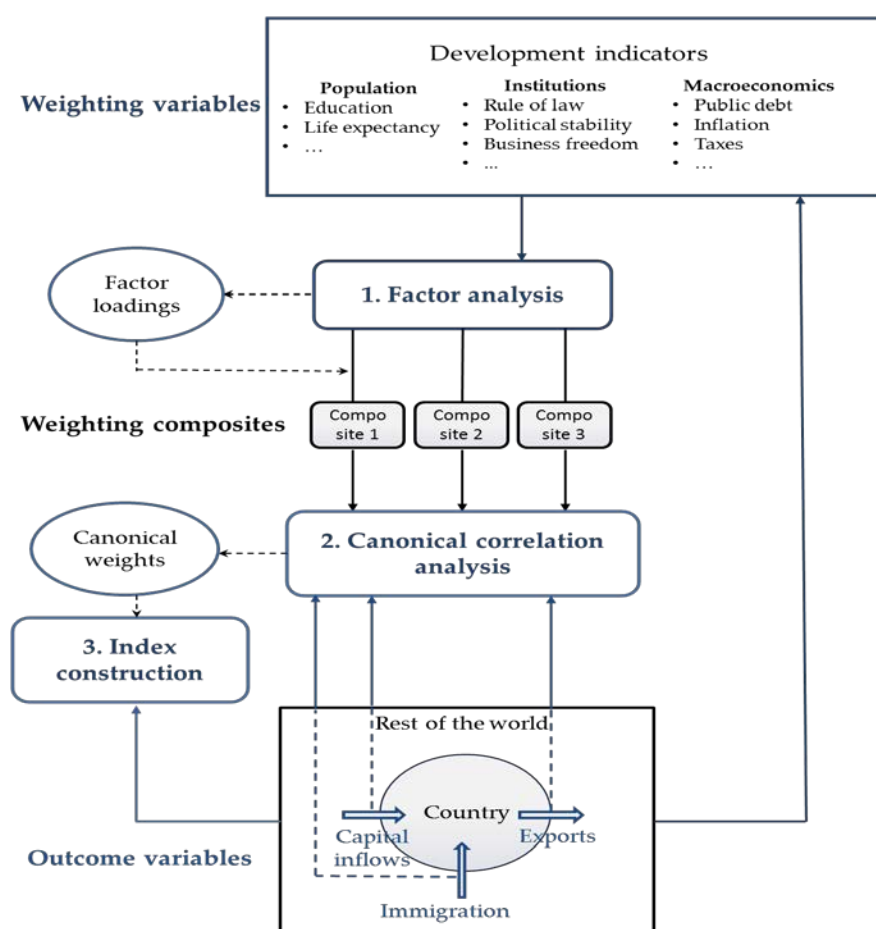 Development indicators
Weighting variables
Population
• Education
• Life expectancy
• …
Institutions
• Rule of law
• Political stability
• Business freedom
• ...
Macroeconomics
• Public debt
• Inflation
• Taxes
• …
Factor
loadings
1. Factor analysis
Weighting composites
Compo
site 1
Compo
site 2
Compo
site 3
Canonical
weights
2. Canonical correlation
analysis
3. Index
construction
Rest of the world
Country
Capital
inflows
Exports
Outcome variables
Immigration